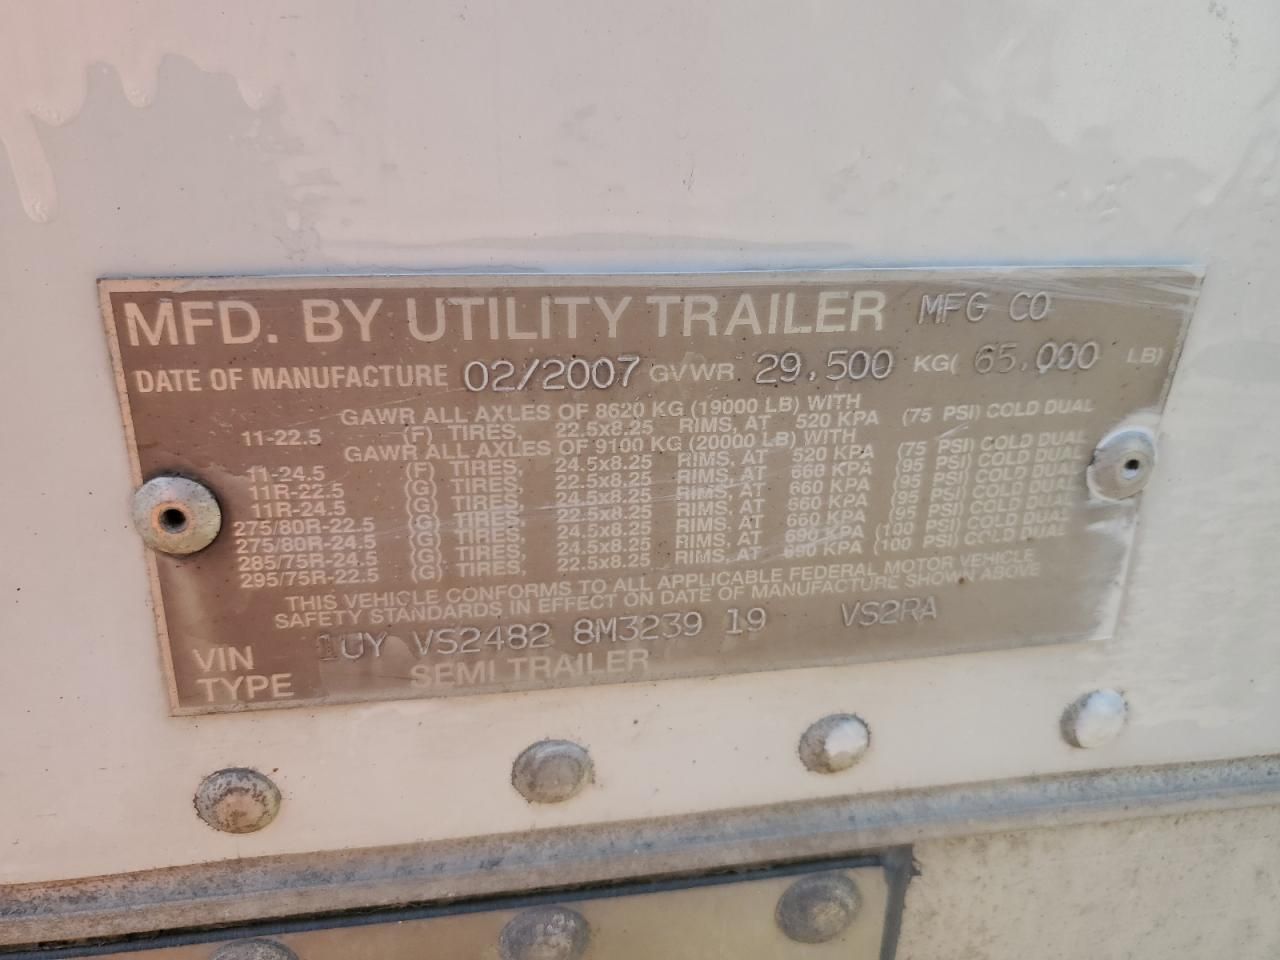 MFD. BY UTILITY TRAILER MFG CO
DATE OF MANUFACTURE 02/2007 GVWR 29,500 KG( 65,000 LB)
GAWR ALL AXLES OF 8620 KG (19000 LB) WITH
11-22.5 (F) TIRES, 22.5x8.25 RIMS, AT 520 KPA (75 PSI) COLD DUAL
GAWR ALL AXLES OF 9100 KG (20000 LB) WITH
11-24.5 (F) TIRES, 24.5x8.25 RIMS, AT 520 KPA (75 PSI) COLD DUAL
11R-22.5 (G) TIRES, 22.5x8.25 RIMS, AT 660 KPA (95 PSI) COLD DUAL
11R-24.5 (G) TIRES, 24.5x8.25 RIMS, AT 660 KPA (95 PSI) COLD DUAL
275/80R-22.5 (G) TIRES, 22.5x8.25 RIMS, AT 660 KPA (95 PSI) COLD DUAL
275/80R-24.5 (G) TIRES, 24.5x8.25 RIMS, AT 660 KPA (95 PSI) COLD DUAL
285/75R-24.5 (G) TIRES, 24.5x8.25 RIMS, AT 690 KPA (100 PSI) COLD DUAL
295/75R-22.5 (G) TIRES, 22.5x8.25 RIMS, AT 690 KPA (100 PSI) COLD DUAL
THIS VEHICLE CONFORMS TO ALL APPLICABLE FEDERAL MOTOR VEHICLE
SAFETY STANDARDS IN EFFECT ON DATE OF MANUFACTURE SHOWN ABOVE
VIN 1UY VS2482 8M3239 19 VS2RA
TYPE SEMI TRAILER